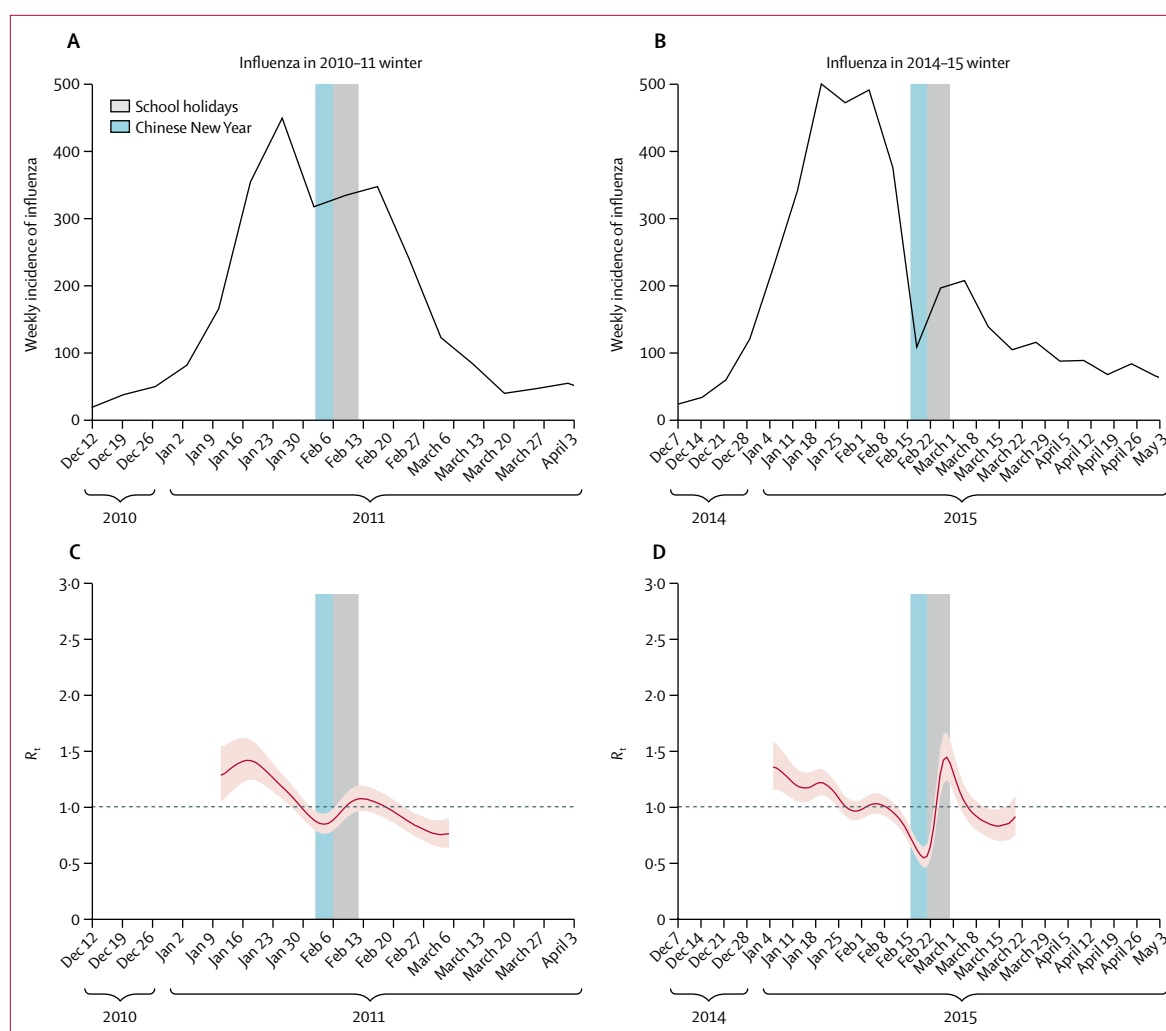 A
Influenza in 2010–11 winter
Weekly incidence of influenza
500
400
300
200
100
0
School holidays
Chinese New Year
Dec 12
Dec 19
Dec 26
Jan 2
Jan 9
Jan 16
Jan 23
Jan 30
Feb 6
Feb 13
Feb 20
Feb 27
March 6
March 13
March 20
March 27
April 3
2010
2011
B
Influenza in 2014–15 winter
Weekly incidence of influenza
500
400
300
200
100
0
Dec 7
Dec 14
Dec 21
Dec 28
Jan 4
Jan 11
Jan 18
Jan 25
Feb 1
Feb 8
Feb 15
Feb 22
March 1
March 8
March 15
March 22
March 29
April 5
April 12
April 19
April 26
May 3
2014
2015
C
Rt
3·0
2·5
2·0
1·5
1·0
0·5
0
Dec 12
Dec 19
Dec 26
Jan 2
Jan 9
Jan 16
Jan 23
Jan 30
Feb 6
Feb 13
Feb 20
Feb 27
March 6
March 13
March 20
March 27
April 3
2010
2011
D
Rt
3·0
2·5
2·0
1·5
1·0
0·5
0
Dec 7
Dec 14
Dec 21
Dec 28
Jan 4
Jan 11
Jan 18
Jan 25
Feb 1
Feb 8
Feb 15
Feb 22
March 1
March 8
March 15
March 22
March 29
April 5
April 12
April 19
April 26
May 3
2014
2015